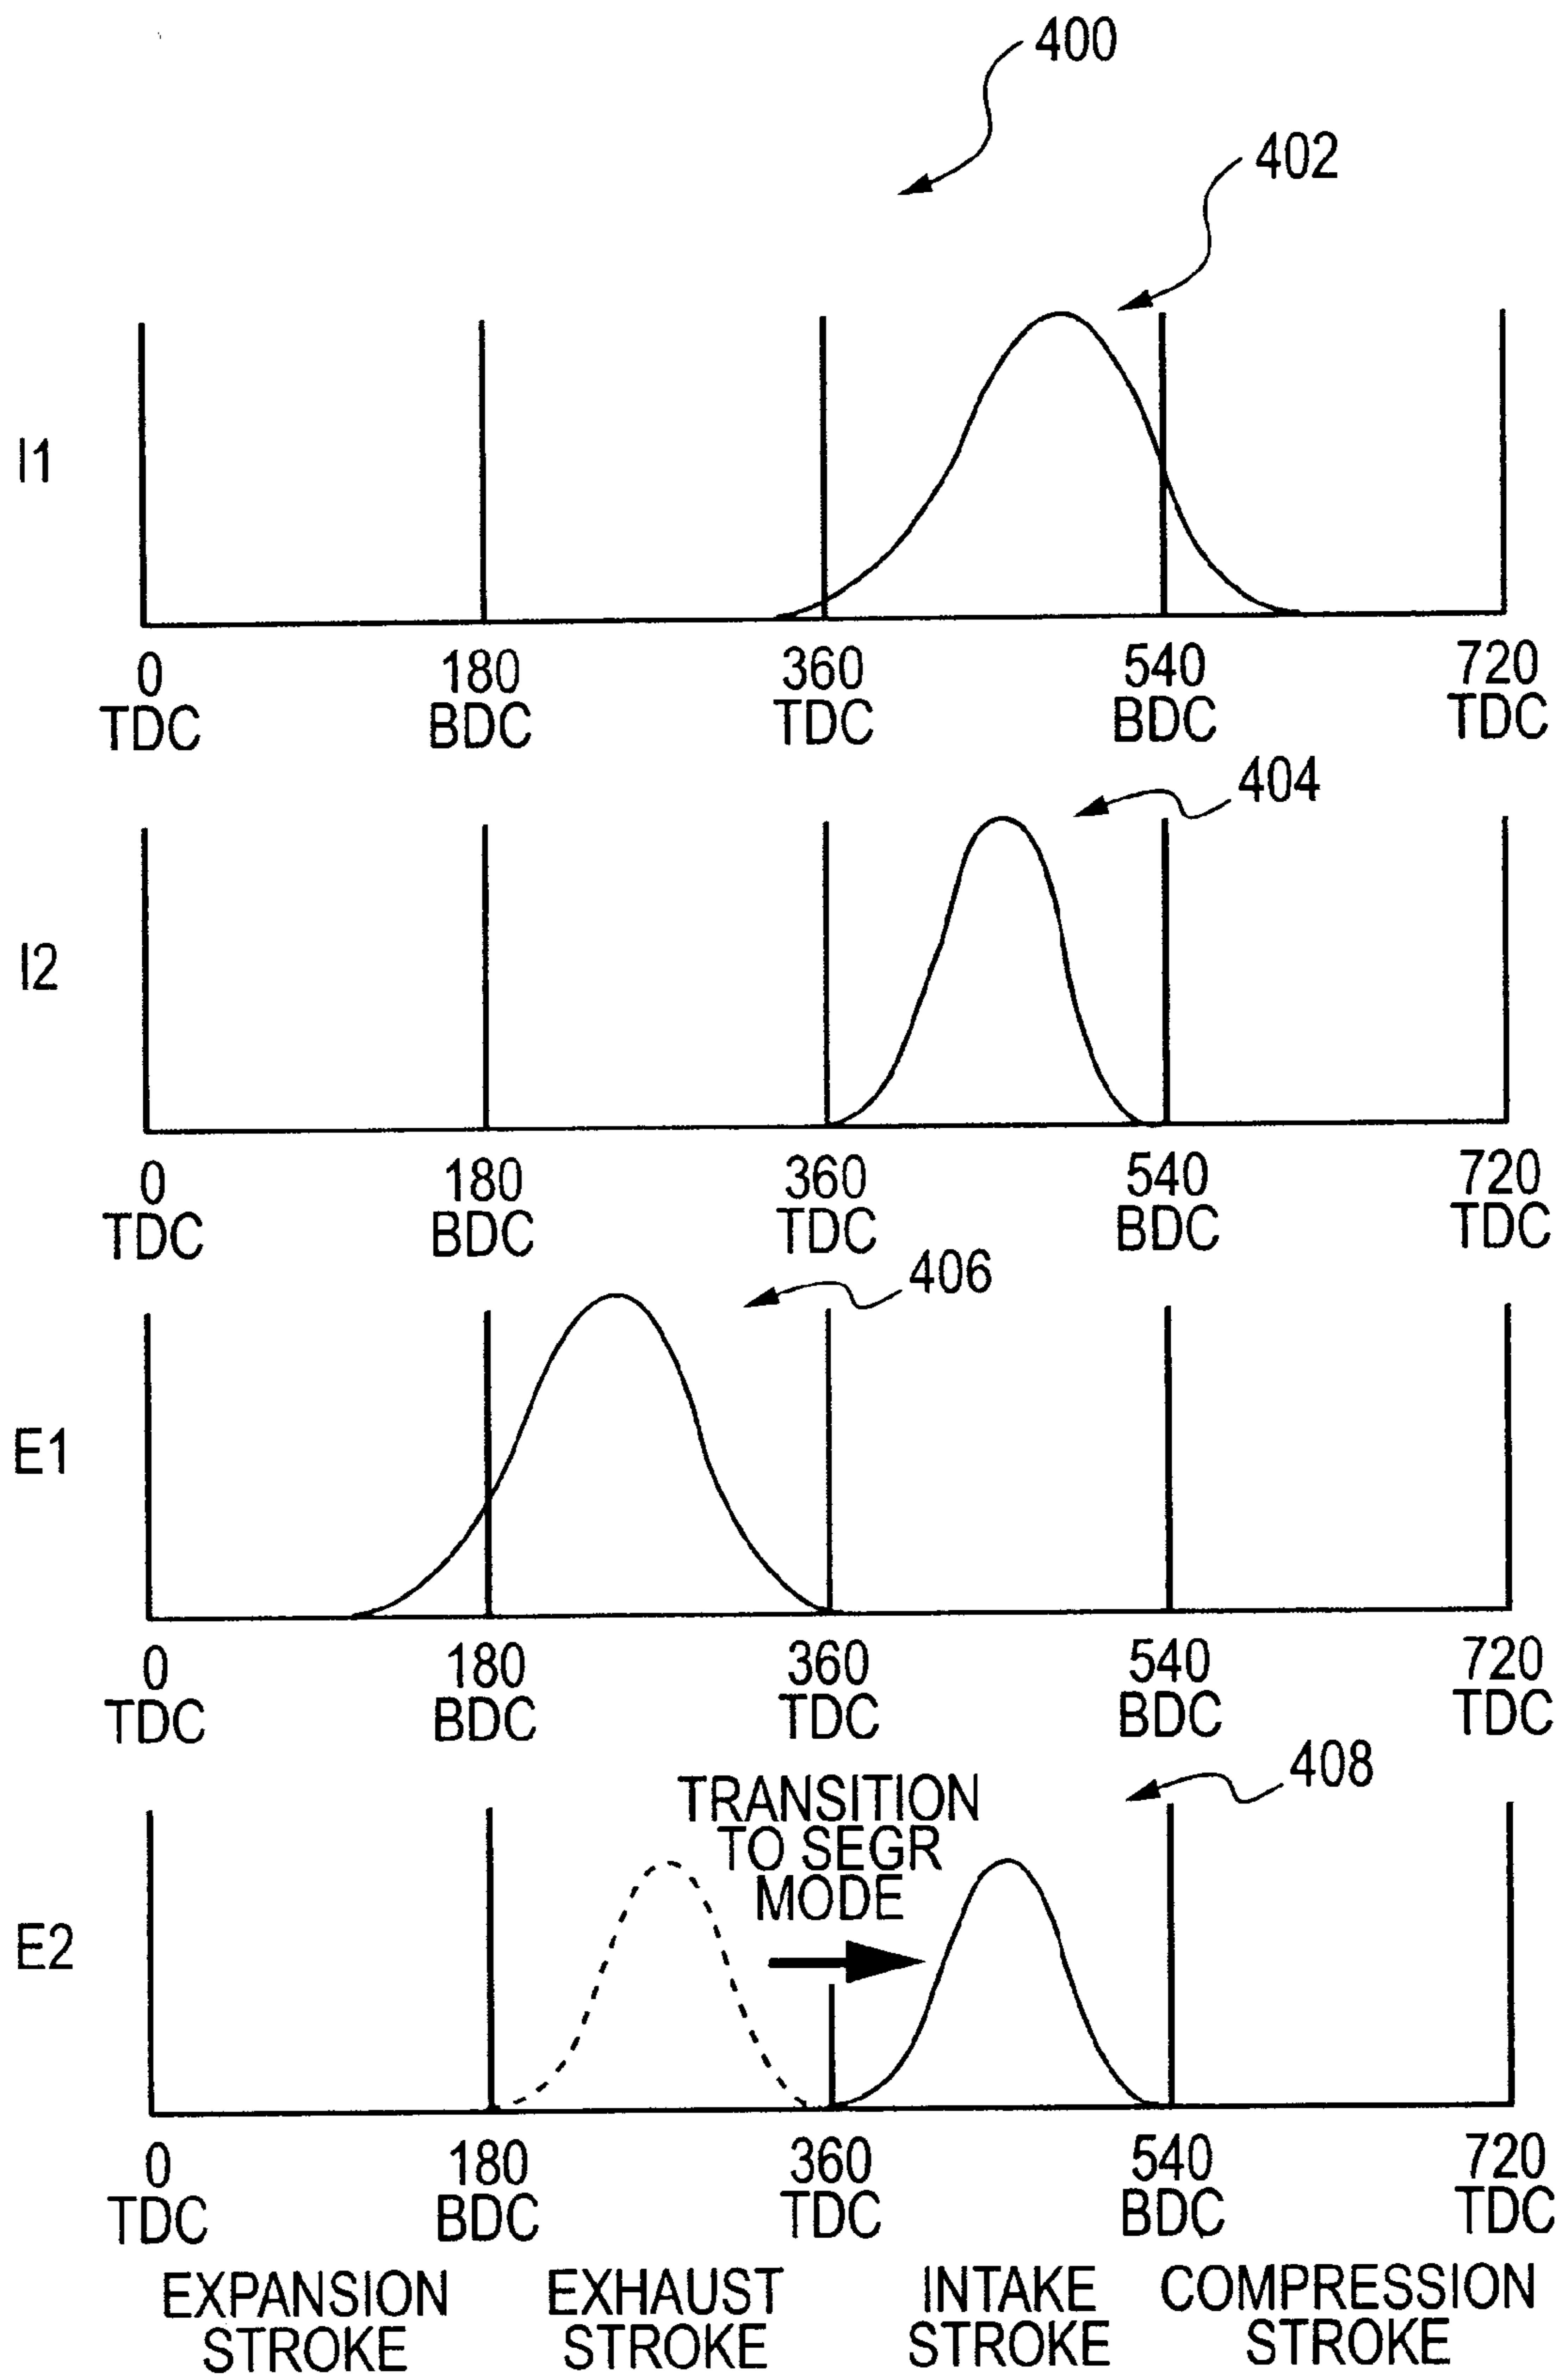 400
402
I1
0 180 360 540 720
TDC BDC TDC BDC TDC
404
I2
0 180 360 540 720
TDC BDC TDC BDC TDC
406
E1
0 180 360 540 720
TDC BDC TDC BDC TDC
408
TRANSITION
TO SEGR
MODE
E2
0 180 360 540 720
TDC BDC TDC BDC TDC
EXPANSION EXHAUST INTAKE COMPRESSION
STROKE STROKE STROKE STROKE